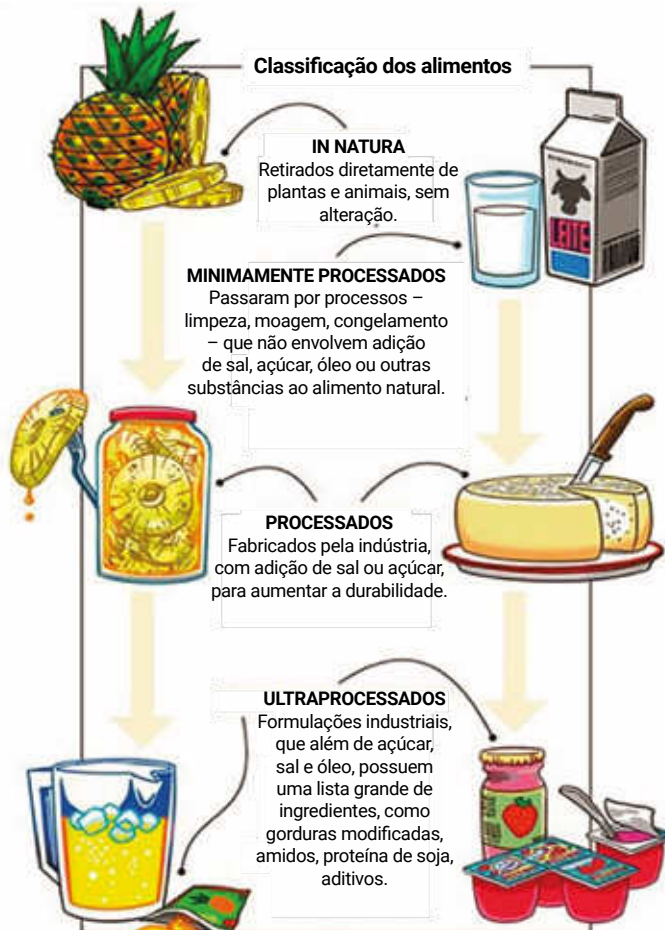 Classificação dos alimentos
IN NATURA
Retirados diretamente de
plantas e animais, sem
alteração.
LEITE
MINIMAMENTE PROCESSADOS
Passaram por processos –
limpeza, moagem, congelamento
– que não envolvem adição
de sal, açúcar, óleo ou outras
substâncias ao alimento natural.
PROCESSADOS
Fabricados pela indústria,
com adição de sal ou açúcar,
para aumentar a durabilidade.
ULTRAPROCESSADOS
Formulações industriais,
que além de açúcar,
sal e óleo, possuem
uma lista grande de
ingredientes, como
gorduras modificadas,
amidos, proteína de soja,
aditivos.